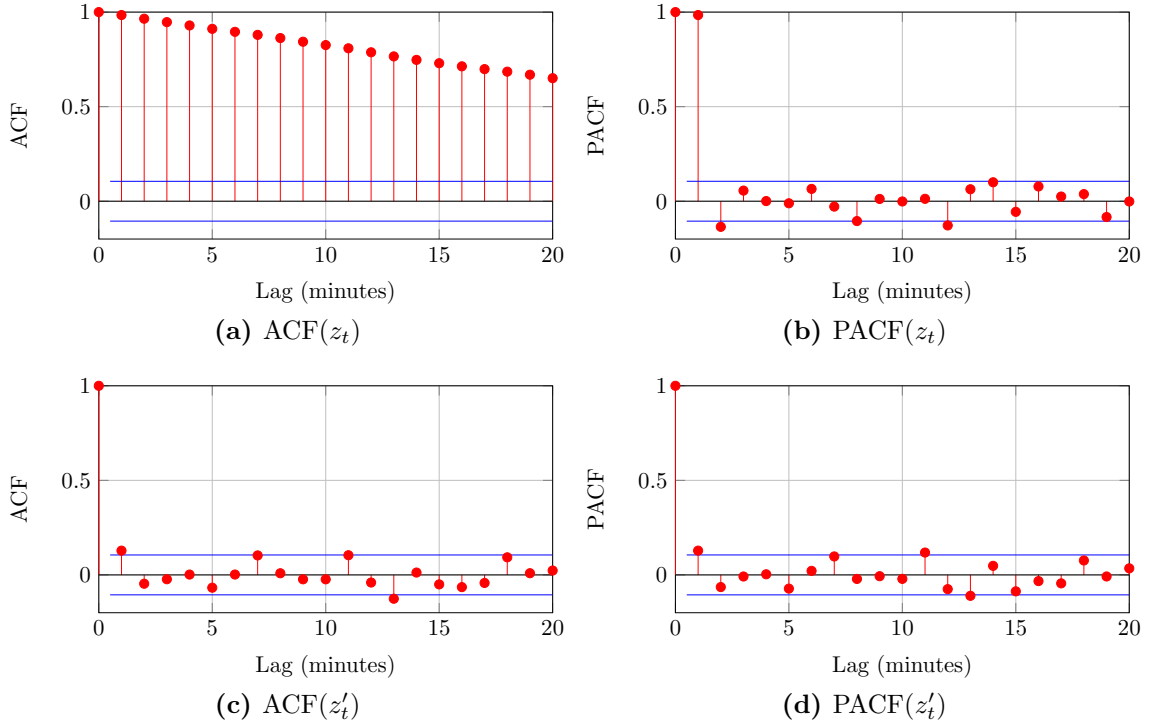 1
0.5
0
ACF
0 5 10 15 20
Lag (minutes)
(a) ACF(z_t)
1
0.5
0
PACF
0 5 10 15 20
Lag (minutes)
(b) PACF(z_t)
1
0.5
0
ACF
0 5 10 15 20
Lag (minutes)
(c) ACF(z′_t)
1
0.5
0
PACF
0 5 10 15 20
Lag (minutes)
(d) PACF(z′_t)